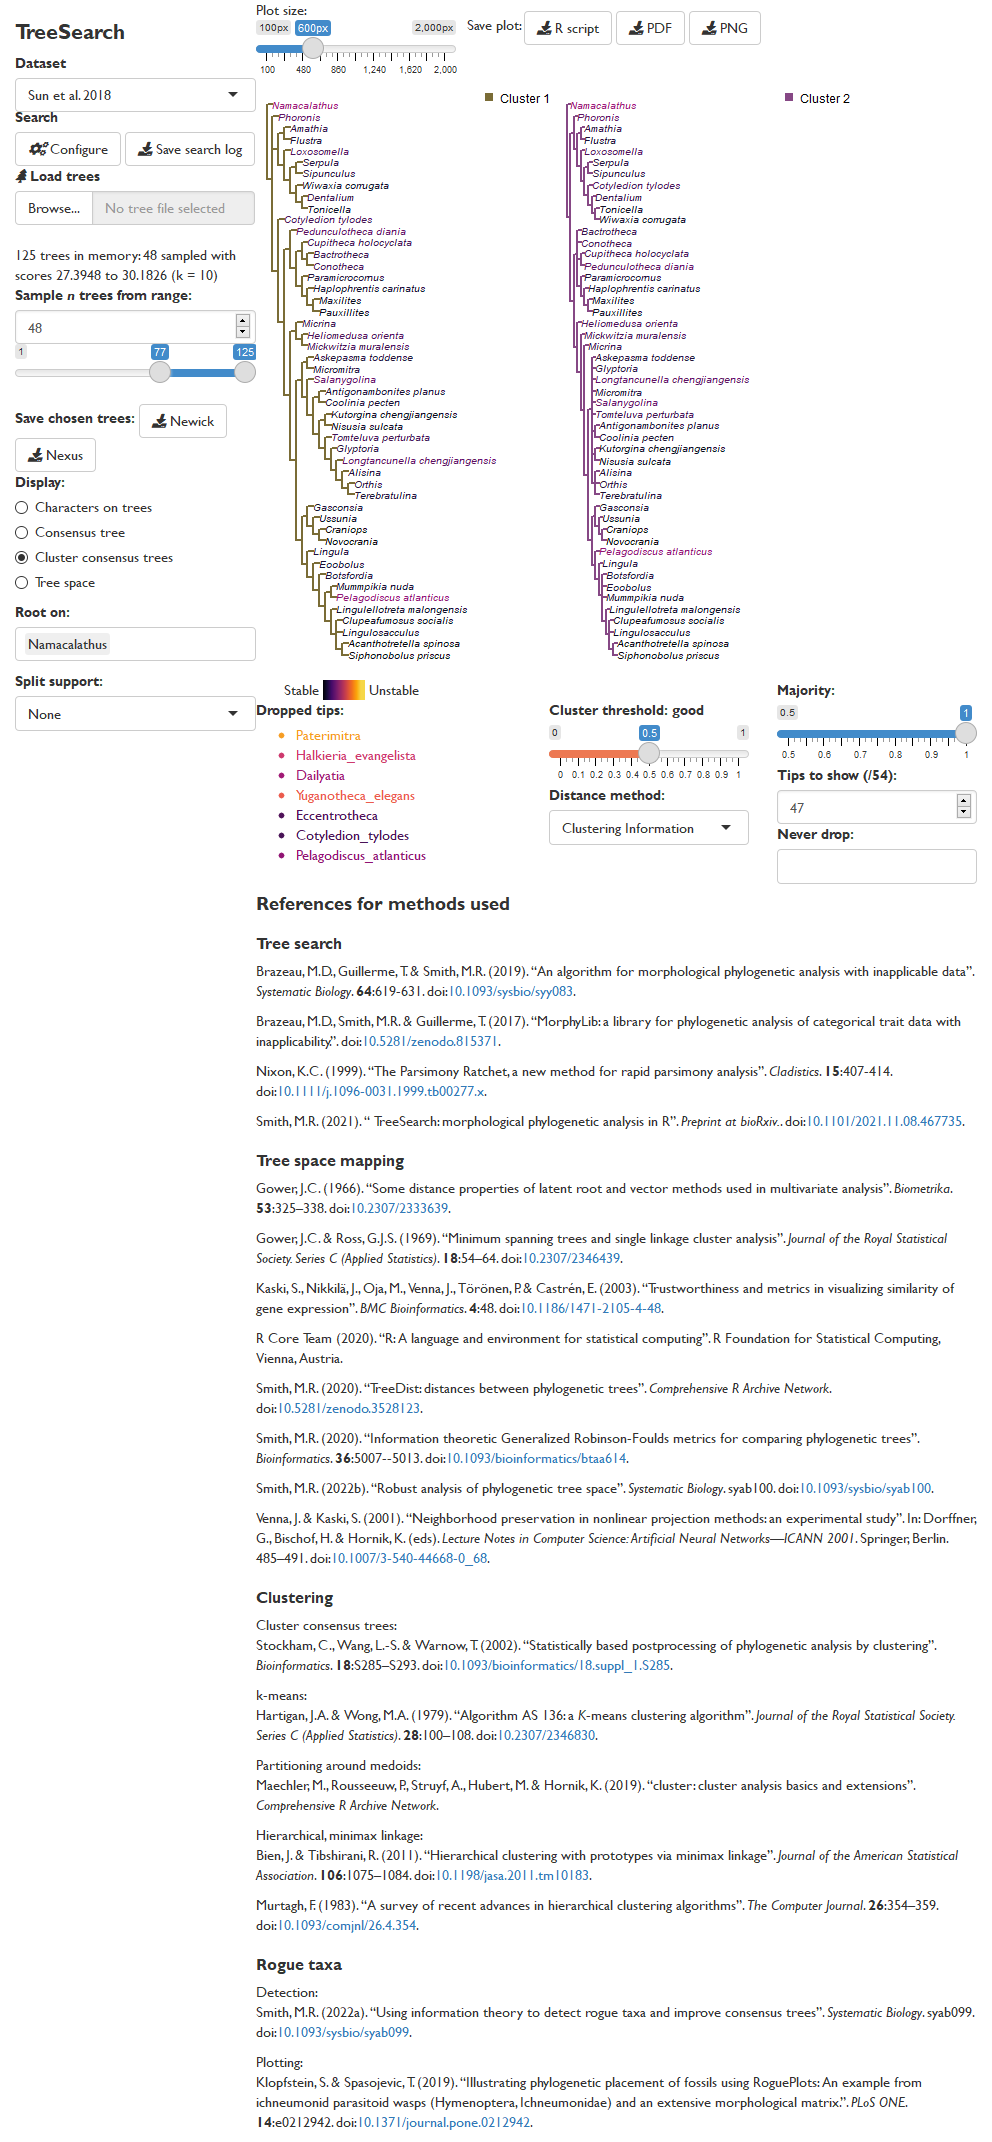 TreeSearch
Dataset
Sun et al. 2018
Search
Configure
Save search log
Load trees
Browse...
No tree file selected
125 trees in memory: 48 sampled with
scores 27.3948 to 30.1826 (k = 10)
Sample n trees from range:
48
1 77 125
Save chosen trees:
Newick
Nexus
Display:
Characters on trees
Consensus tree
Cluster consensus trees
Tree space
Root on:
Namacalathus
Split support:
None
Plot size:
100px 600px 2,000px
100 480 860 1,240 1,620 2,000
Save plot:
R script
PDF
PNG
Cluster 1
Namacalathus
Phoronis
Amathia
Flustra
Loxosomella
Serpula
Sipunculus
Wiwaxia corrugata
Dentalium
Tonicella
Cotyledion tylodes
Pedunculotheca diania
Cupitheca holocyclata
Bactrotheca
Conotheca
Paramicrocornus
Haplophrentis carinatus
Maxilites
Pauxillites
Micrina
Heliomedusa orienta
Mickwitzia muralensis
Askepasma toddense
Micromitra
Salanygolina
Antigonambonites planus
Coolinia pecten
Kutorgina chengjiangensis
Nisusia sulcata
Tomteluva perturbata
Glyptoria
Longtancunella chengjiangensis
Alisina
Orthis
Terebratulina
Gasconsia
Ussunia
Craniops
Novocrania
Lingula
Eoobolus
Botsfordia
Mummpikia nuda
Pelagodiscus atlanticus
Lingulellotreta malongensis
Clupeafumosus socialis
Lingulosacculus
Acanthotretella spinosa
Siphonobolus priscus
Cluster 2
Namacalathus
Phoronis
Amathia
Flustra
Loxosomella
Serpula
Sipunculus
Cotyledion tylodes
Dentalium
Tonicella
Wiwaxia corrugata
Bactrotheca
Conotheca
Cupitheca holocyclata
Pedunculotheca diania
Paramicrocornus
Haplophrentis carinatus
Maxilites
Pauxillites
Heliomedusa orienta
Mickwitzia muralensis
Micrina
Askepasma toddense
Glyptoria
Longtancunella chengjiangensis
Micromitra
Salanygolina
Tomteluva perturbata
Antigonambonites planus
Coolinia pecten
Kutorgina chengjiangensis
Nisusia sulcata
Alisina
Orthis
Terebratulina
Gasconsia
Ussunia
Craniops
Novocrania
Pelagodiscus atlanticus
Lingula
Botsfordia
Eoobolus
Mummpikia nuda
Lingulellotreta malongensis
Clupeafumosus socialis
Lingulosacculus
Acanthotretella spinosa
Siphonobolus priscus
Stable Unstable
Dropped tips:
Paterimitra
Halkieria_evangelista
Dailyatia
Yuganotheca_elegans
Eccentrotheca
Cotyledion_tylodes
Pelagodiscus_atlanticus
Cluster threshold: good
0 0.5 1
0 0.1 0.2 0.3 0.4 0.5 0.6 0.7 0.8 0.9 1
Distance method:
Clustering Information
Majority:
0.5 1
0.5 0.6 0.7 0.8 0.9 1
Tips to show (/54):
47
Never drop:
References for methods used
Tree search
Brazeau, M.D., Guillerme, T. & Smith, M.R. (2019). “An algorithm for morphological phylogenetic analysis with inapplicable data”.
Systematic Biology. 64:619-631. doi:10.1093/sysbio/syy083.
Brazeau, M.D., Smith, M.R. & Guillerme, T. (2017). “MorphyLib: a library for phylogenetic analysis of categorical trait data with
inapplicability.”. doi:10.5281/zenodo.815371.
Nixon, K.C. (1999). “The Parsimony Ratchet, a new method for rapid parsimony analysis”. Cladistics. 15:407-414.
doi:10.1111/j.1096-0031.1999.tb00277.x.
Smith, M.R. (2021). “ TreeSearch: morphological phylogenetic analysis in R”. Preprint at bioRxiv.. doi:10.1101/2021.11.08.467735.
Tree space mapping
Gower, J.C. (1966). “Some distance properties of latent root and vector methods used in multivariate analysis”. Biometrika.
53:325–338. doi:10.2307/2333639.
Gower, J.C. & Ross, G.J.S. (1969). “Minimum spanning trees and single linkage cluster analysis”. Journal of the Royal Statistical
Society. Series C (Applied Statistics). 18:54–64. doi:10.2307/2346439.
Kaski, S., Nikkilä, J., Oja, M., Venna, J., Törönen, P. & Castrén, E. (2003). “Trustworthiness and metrics in visualizing similarity of
gene expression”. BMC Bioinformatics. 4:48. doi:10.1186/1471-2105-4-48.
R Core Team (2020). “R: A language and environment for statistical computing”. R Foundation for Statistical Computing,
Vienna, Austria.
Smith, M.R. (2020). “TreeDist: distances between phylogenetic trees”. Comprehensive R Archive Network.
doi:10.5281/zenodo.3528123.
Smith, M.R. (2020). “Information theoretic Generalized Robinson-Foulds metrics for comparing phylogenetic trees”.
Bioinformatics. 36:5007--5013. doi:10.1093/bioinformatics/btaa614.
Smith, M.R. (2022b). “Robust analysis of phylogenetic tree space”. Systematic Biology. syab100. doi:10.1093/sysbio/syab100.
Venna, J. & Kaski, S. (2001). “Neighborhood preservation in nonlinear projection methods: an experimental study”. In: Dorffner,
G., Bischof, H. & Hornik, K. (eds). Lecture Notes in Computer Science: Artificial Neural Networks—ICANN 2001. Springer, Berlin.
485–491. doi:10.1007/3-540-44668-0_68.
Clustering
Cluster consensus trees:
Stockham, C., Wang, L.-S. & Warnow, T. (2002). “Statistically based postprocessing of phylogenetic analysis by clustering”.
Bioinformatics. 18:S285–S293. doi:10.1093/bioinformatics/18.suppl_1.S285.
k-means:
Hartigan, J.A. & Wong, M.A. (1979). “Algorithm AS 136: a K-means clustering algorithm”. Journal of the Royal Statistical Society.
Series C (Applied Statistics). 28:100–108. doi:10.2307/2346830.
Partitioning around medoids:
Maechler, M., Rousseeuw, P., Struyf, A., Hubert, M. & Hornik, K. (2019). “cluster: cluster analysis basics and extensions”.
Comprehensive R Archive Network.
Hierarchical, minimax linkage:
Bien, J. & Tibshirani, R. (2011). “Hierarchical clustering with prototypes via minimax linkage”. Journal of the American Statistical
Association. 106:1075–1084. doi:10.1198/jasa.2011.tm10183.
Murtagh, F. (1983). “A survey of recent advances in hierarchical clustering algorithms”. The Computer Journal. 26:354–359.
doi:10.1093/comjnl/26.4.354.
Rogue taxa
Detection:
Smith, M.R. (2022a). “Using information theory to detect rogue taxa and improve consensus trees”. Systematic Biology. syab099.
doi:10.1093/sysbio/syab099.
Plotting:
Klopfstein, S. & Spasojevic, T. (2019). “Illustrating phylogenetic placement of fossils using RoguePlots: An example from
ichneumonid parasitoid wasps (Hymenoptera, Ichneumonidae) and an extensive morphological matrix.”. PLoS ONE.
14:e0212942. doi:10.1371/journal.pone.0212942.